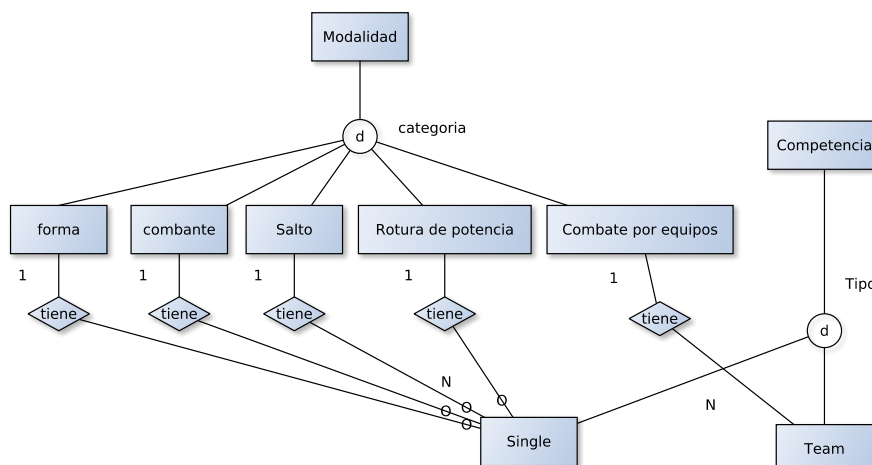 Modalidad
d
categoria
Competencia
forma
combante
Salto
Rotura de potencia
Combate por equipos
1
1
1
1
1
Tipo
tiene
tiene
tiene
tiene
tiene
d
N
O
O
O
O
N
Single
Team